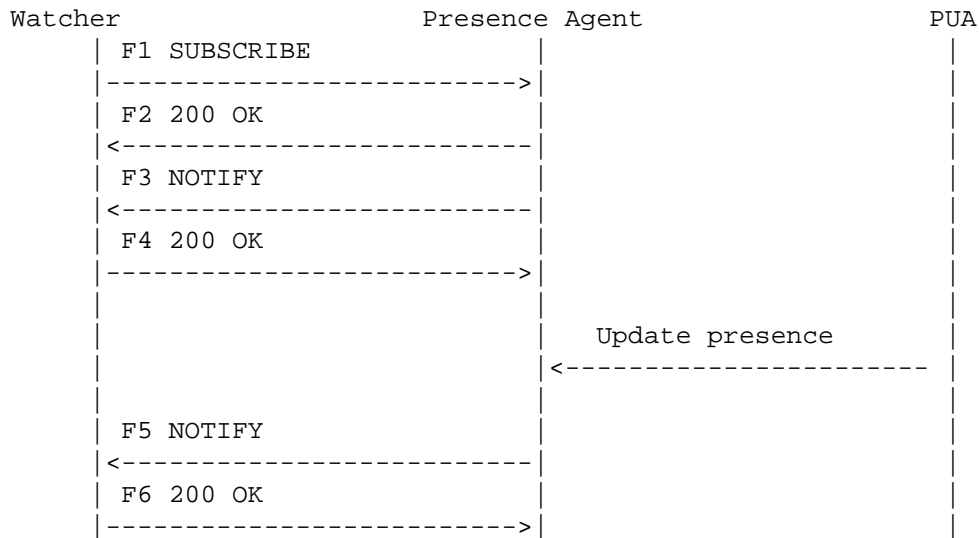 Watcher Presence Agent PUA
F1 SUBSCRIBE
F2 200 OK
F3 NOTIFY
F4 200 OK
Update presence
F5 NOTIFY
F6 200 OK